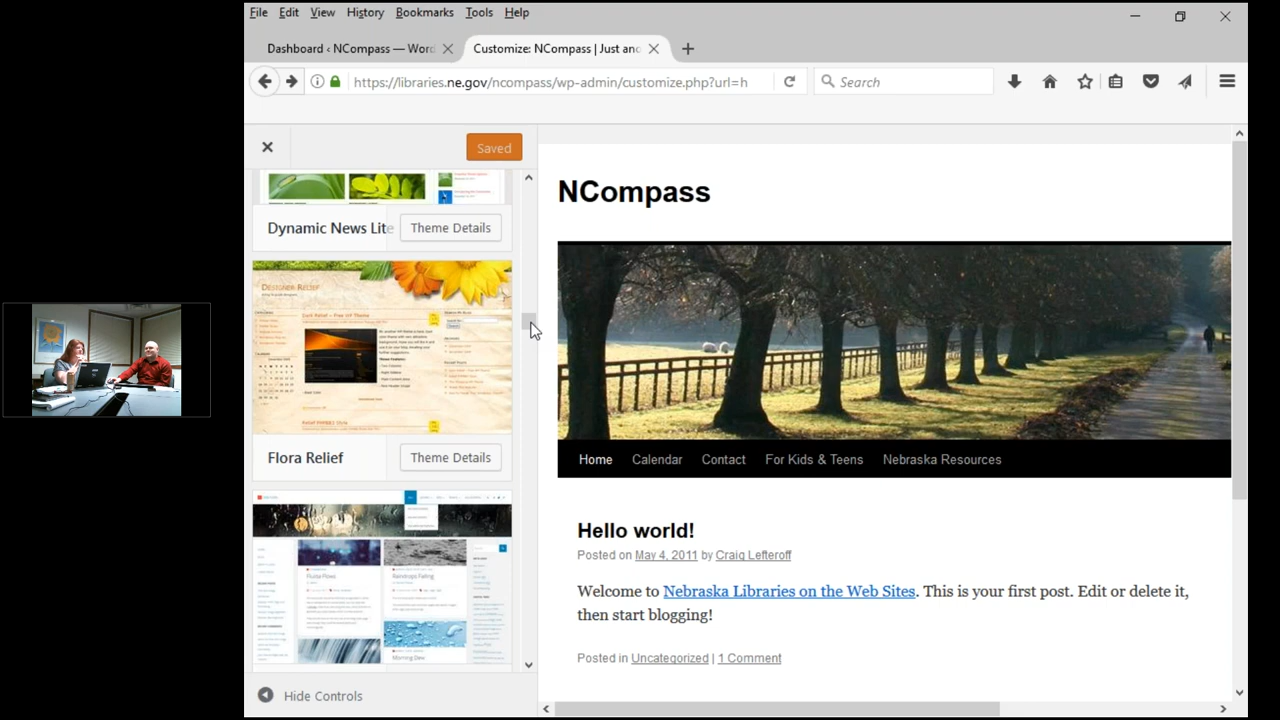 File Edit View History Bookmarks Tools Help
Dashboard ‹ NCompass — Word
Customize: NCompass | Just ano
https://libraries.ne.gov/ncompass/wp-admin/customize.php?url=h
Search
Saved
Dynamic News Lite
Theme Details
DESIGNER RELIEF
Flora Relief
Theme Details
Hide Controls
NCompass
Home Calendar Contact For Kids & Teens Nebraska Resources
Hello world!
Posted on May 4, 2011 by Craig Lefteroff
Welcome to Nebraska Libraries on the Web Sites. This is your first post. Edit or delete it,
then start blogging!
Posted in Uncategorized | 1 Comment